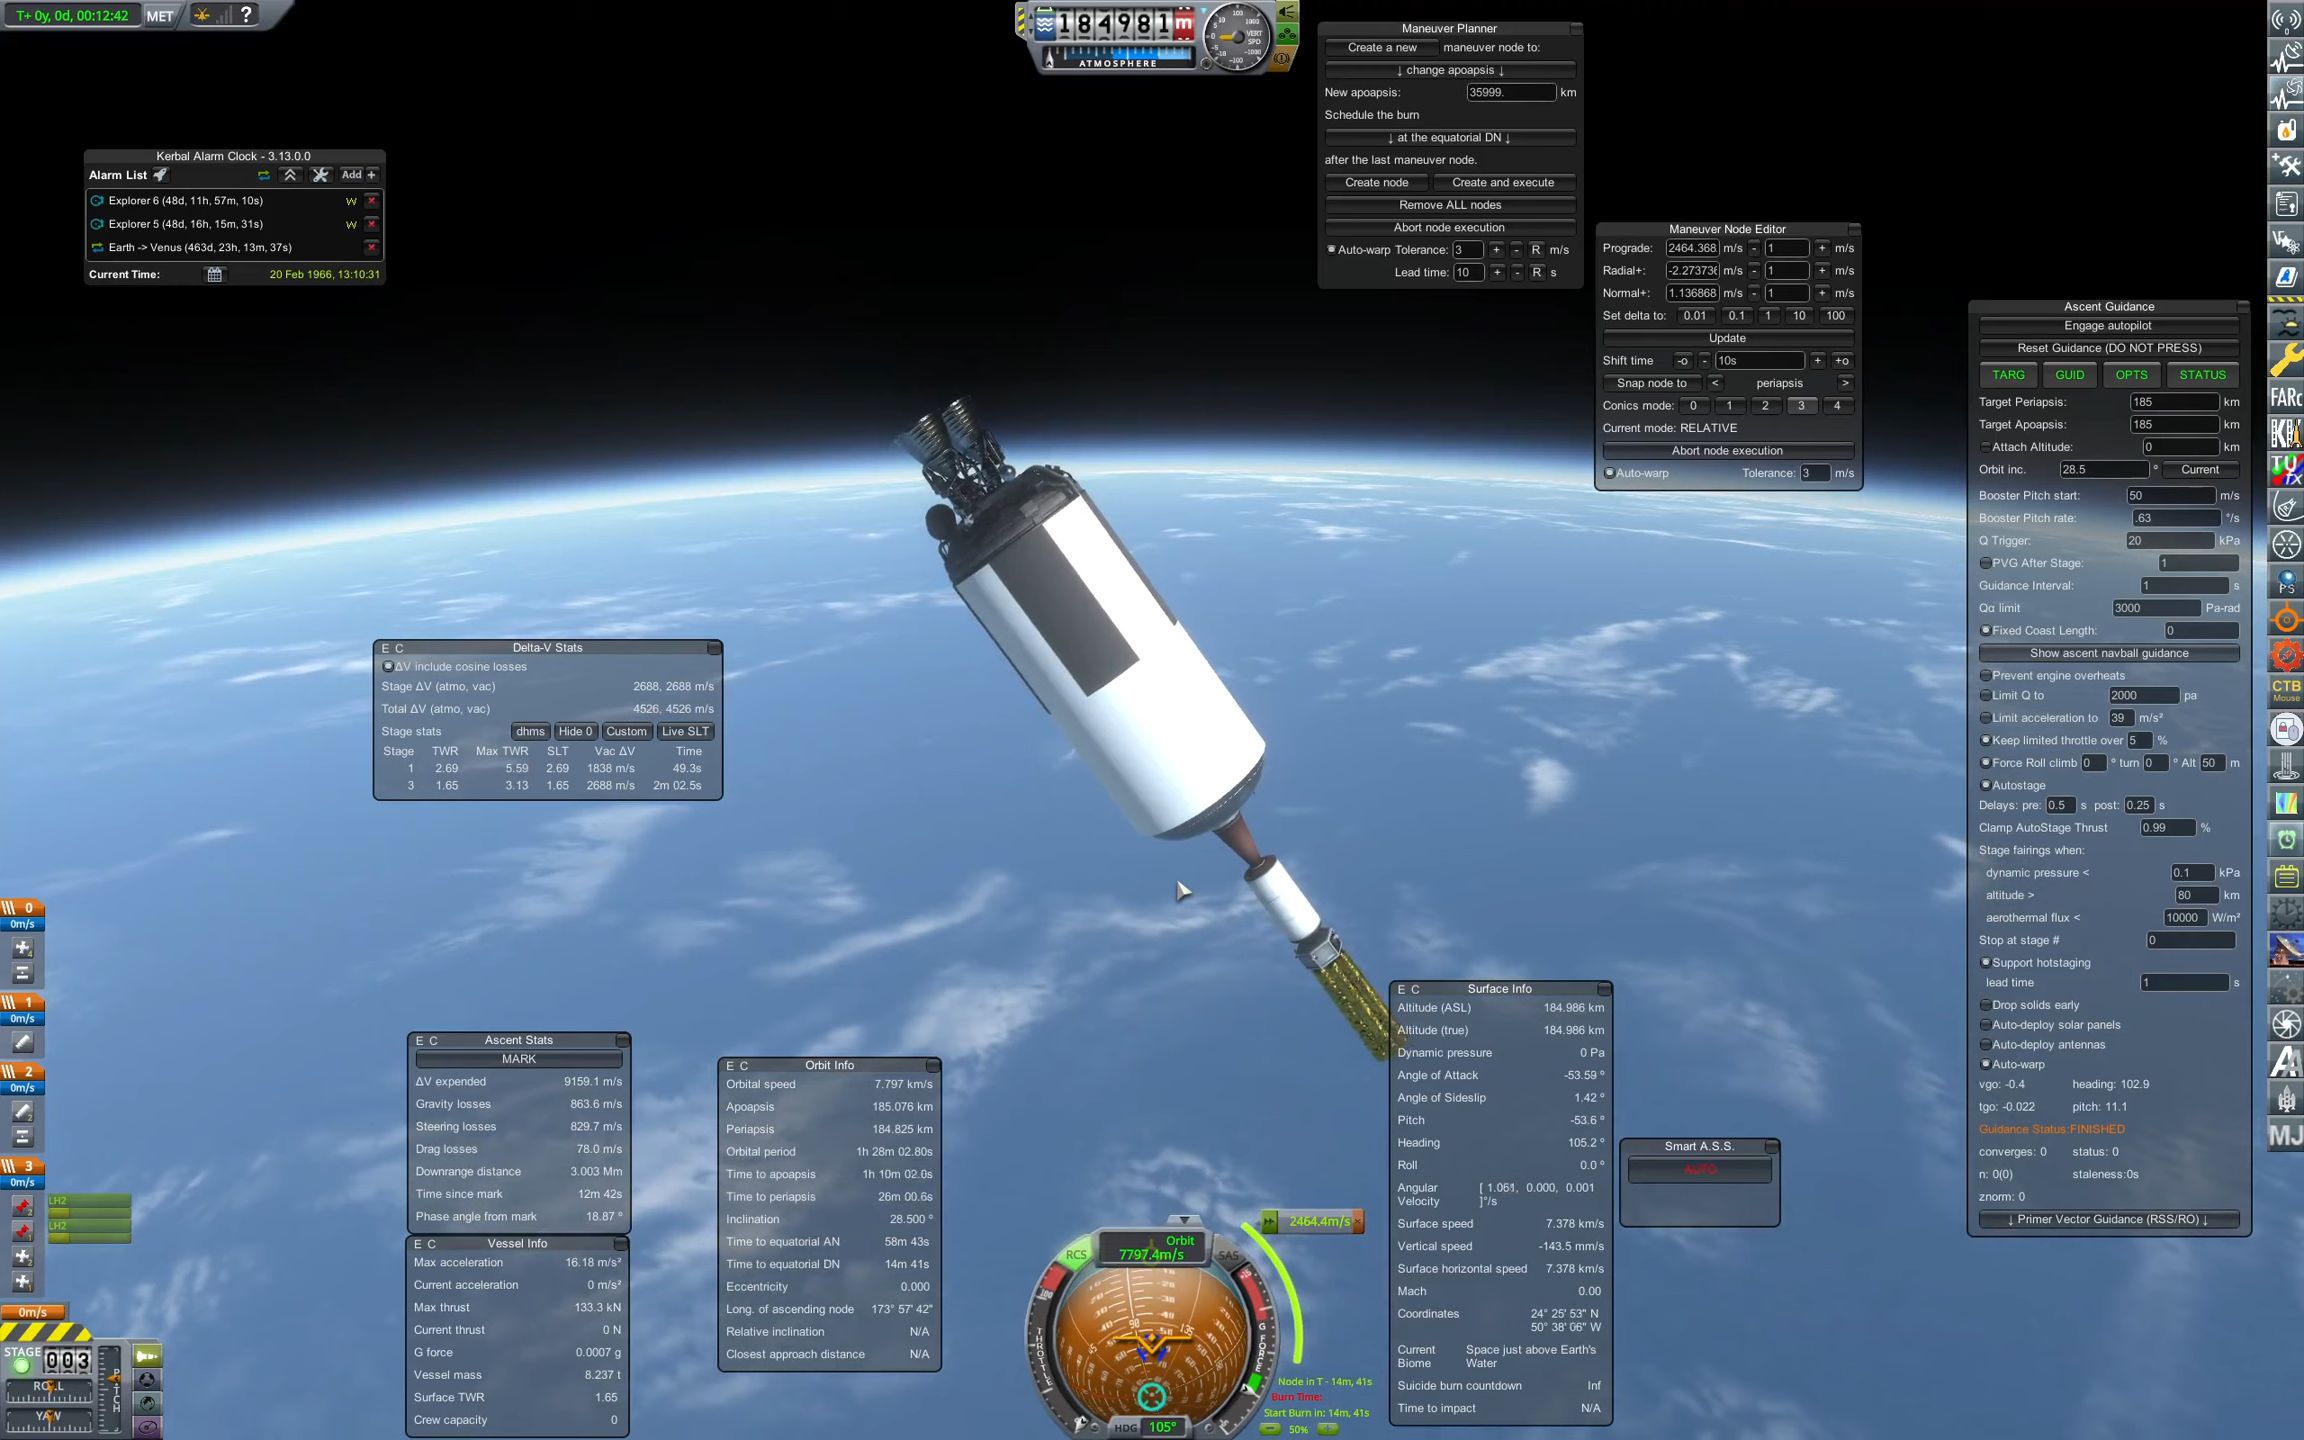 T+ 0y, 0d, 00:12:42 MET ?
184981m
ATMOSPHERE
VERT SPD
Kerbal Alarm Clock - 3.13.0.0
Alarm List Add +
Explorer 6 (48d, 11h, 57m, 10s) W
Explorer 5 (48d, 16h, 15m, 31s) W
Earth -> Venus (463d, 23h, 13m, 37s)
Current Time: 20 Feb 1966, 13:10:31
Maneuver Planner
Create a new maneuver node to:
↓ change apoapsis ↓
New apoapsis: 35999. km
Schedule the burn
↓ at the equatorial DN ↓
after the last maneuver node.
Create node Create and execute
Remove ALL nodes
Abort node execution
Auto-warp Tolerance: 3 + - R m/s
Lead time: 10 + - R s
Maneuver Node Editor
Prograde: 2464.368 m/s - 1 + m/s
Radial+: -2.273736 m/s - 1 + m/s
Normal+: 1.136868 m/s - 1 + m/s
Set delta to: 0.01 0.1 1 10 100
Update
Shift time -o - 10s + +o
Snap node to < periapsis >
Conics mode: 0 1 2 3 4
Current mode: RELATIVE
Abort node execution
Auto-warp Tolerance: 3 m/s
Ascent Guidance
Engage autopilot
Reset Guidance (DO NOT PRESS)
TARG GUID OPTS STATUS
Target Periapsis: 185 km
Target Apoapsis: 185 km
Attach Altitude: 0 km
Orbit inc. 28.5 º Current
Booster Pitch start: 50 m/s
Booster Pitch rate: .63 °/s
Q Trigger: 20 kPa
PVG After Stage: 1
Guidance Interval: 1 s
Qα limit 3000 Pa-rad
Fixed Coast Length: 0
Show ascent navball guidance
Prevent engine overheats
Limit Q to 2000 pa
Limit acceleration to 39 m/s²
Keep limited throttle over 5 %
Force Roll climb 0 º turn 0 º Alt 50 m
Autostage
Delays: pre: 0.5 s post: 0.25 s
Clamp AutoStage Thrust 0.99 %
Stage fairings when:
dynamic pressure < 0.1 kPa
altitude > 80 km
aerothermal flux < 10000 W/m²
Stop at stage # 0
Support hotstaging
lead time 1 s
Drop solids early
Auto-deploy solar panels
Auto-deploy antennas
Auto-warp
vgo: -0.4 heading: 102.9
tgo: -0.022 pitch: 11.1
Guidance Status:FINISHED
converges: 0 status: 0
n: 0(0) staleness:0s
znorm: 0
↓ Primer Vector Guidance (RSS/RO) ↓
E C Delta-V Stats
ΔV include cosine losses
Stage ΔV (atmo, vac) 2688, 2688 m/s
Total ΔV (atmo, vac) 4526, 4526 m/s
Stage stats dhms Hide 0 Custom Live SLT
Stage TWR Max TWR SLT Vac ΔV Time
1 2.69 5.59 2.69 1838 m/s 49.3s
3 1.65 3.13 1.65 2688 m/s 2m 02.5s
E C Ascent Stats
MARK
ΔV expended 9159.1 m/s
Gravity losses 863.6 m/s
Steering losses 829.7 m/s
Drag losses 78.0 m/s
Downrange distance 3.003 Mm
Time since mark 12m 42s
Phase angle from mark 18.87 º
E C Vessel Info
Max acceleration 16.18 m/s²
Current acceleration 0 m/s²
Max thrust 133.3 kN
Current thrust 0 N
G force 0.0007 g
Vessel mass 8.237 t
Surface TWR 1.65
Crew capacity 0
E C Orbit Info
Orbital speed 7.797 km/s
Apoapsis 185.076 km
Periapsis 184.825 km
Orbital period 1h 28m 02.80s
Time to apoapsis 1h 10m 02.0s
Time to periapsis 26m 00.6s
Inclination 28.500 º
Time to equatorial AN 58m 43s
Time to equatorial DN 14m 41s
Eccentricity 0.000
Long. of ascending node 173° 57' 42"
Relative inclination N/A
Closest approach distance N/A
E C Surface Info
Altitude (ASL) 184.986 km
Altitude (true) 184.986 km
Dynamic pressure 0 Pa
Angle of Attack -53.59 º
Angle of Sideslip 1.42 º
Pitch -53.6 º
Heading 105.2 º
Roll 0.0 º
Angular Velocity [ 1.061, 0.000, 0.001 ]°/s
Surface speed 7.378 km/s
Vertical speed -143.5 mm/s
Surface horizontal speed 7.378 km/s
Mach 0.00
Coordinates 24° 25' 53" N
50° 38' 06" W
Current Biome Space just above Earth's Water
Suicide burn countdown Inf
Time to impact N/A
Smart A.S.S.
AUTO
0
0m/s
1
0m/s
2
0m/s
3
0m/s
LH2
LH2
0m/s
STAGE 003
ROLL
YAW
PITCH
RCS Orbit SAS
7797.4m/s
THROTTLE
G FORCE
HDG 105°
2464.4m/s
Node in T - 14m, 41s
Burn Time:
Start Burn in: 14m, 41s
50%
FARc
PS
CTB
Mouse
MJ